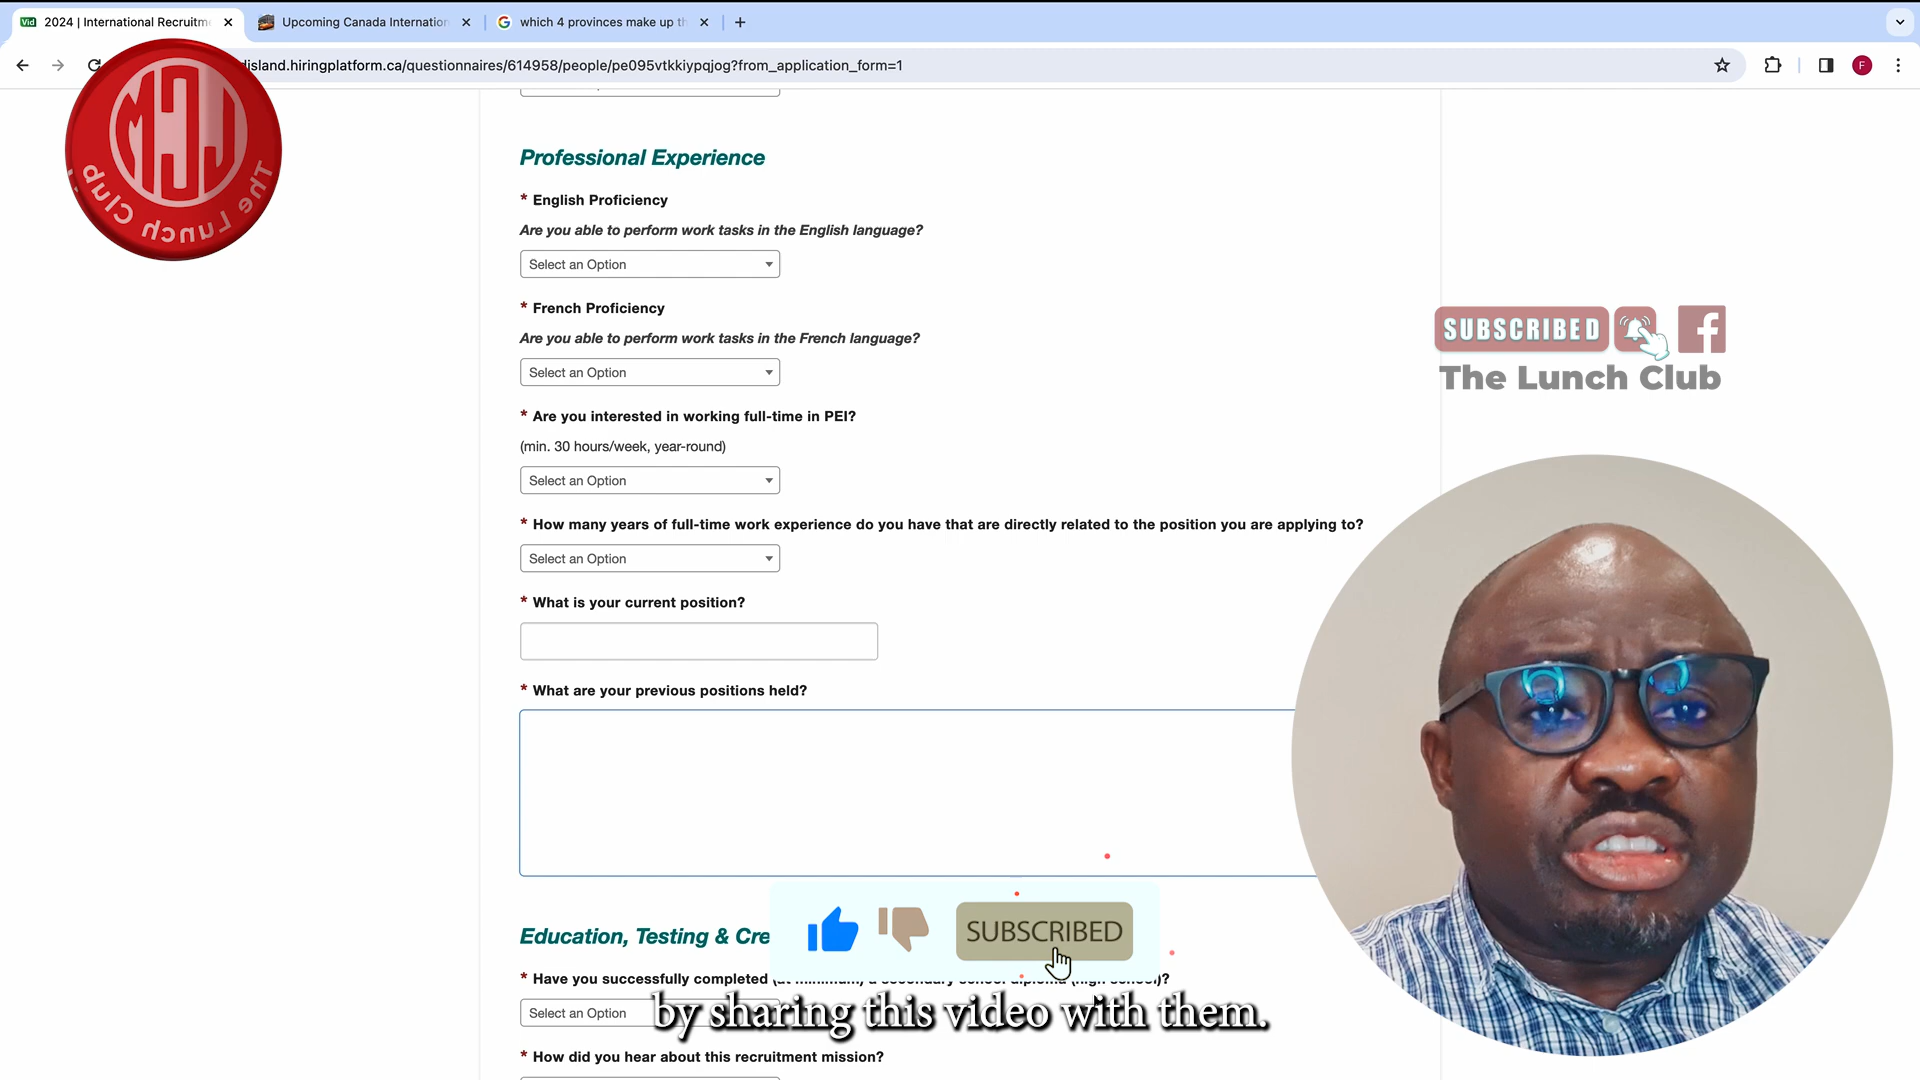 2024 | International Recruitm
Upcoming Canada Internation
which 4 provinces make up th
island.hiringplatform.ca/questionnaires/614958/people/pe095vtkkiypqjog?from_application_form=1
F
The Lunch Club
Professional Experience
* English Proficiency
Are you able to perform work tasks in the English language?
Select an Option
* French Proficiency
Are you able to perform work tasks in the French language?
Select an Option
SUBSCRIBED
The Lunch Club
* Are you interested in working full-time in PEI?
(min. 30 hours/week, year-round)
Select an Option
* How many years of full-time work experience do you have that are directly related to the position you are applying to?
Select an Option
* What is your current position?
* What are your previous positions held?
SUBSCRIBED
Education, Testing & Cre
* Have you successfully completed (at minimum) a secondary school diploma (high school)?
Select an Option
by sharing this video with them.
* How did you hear about this recruitment mission?